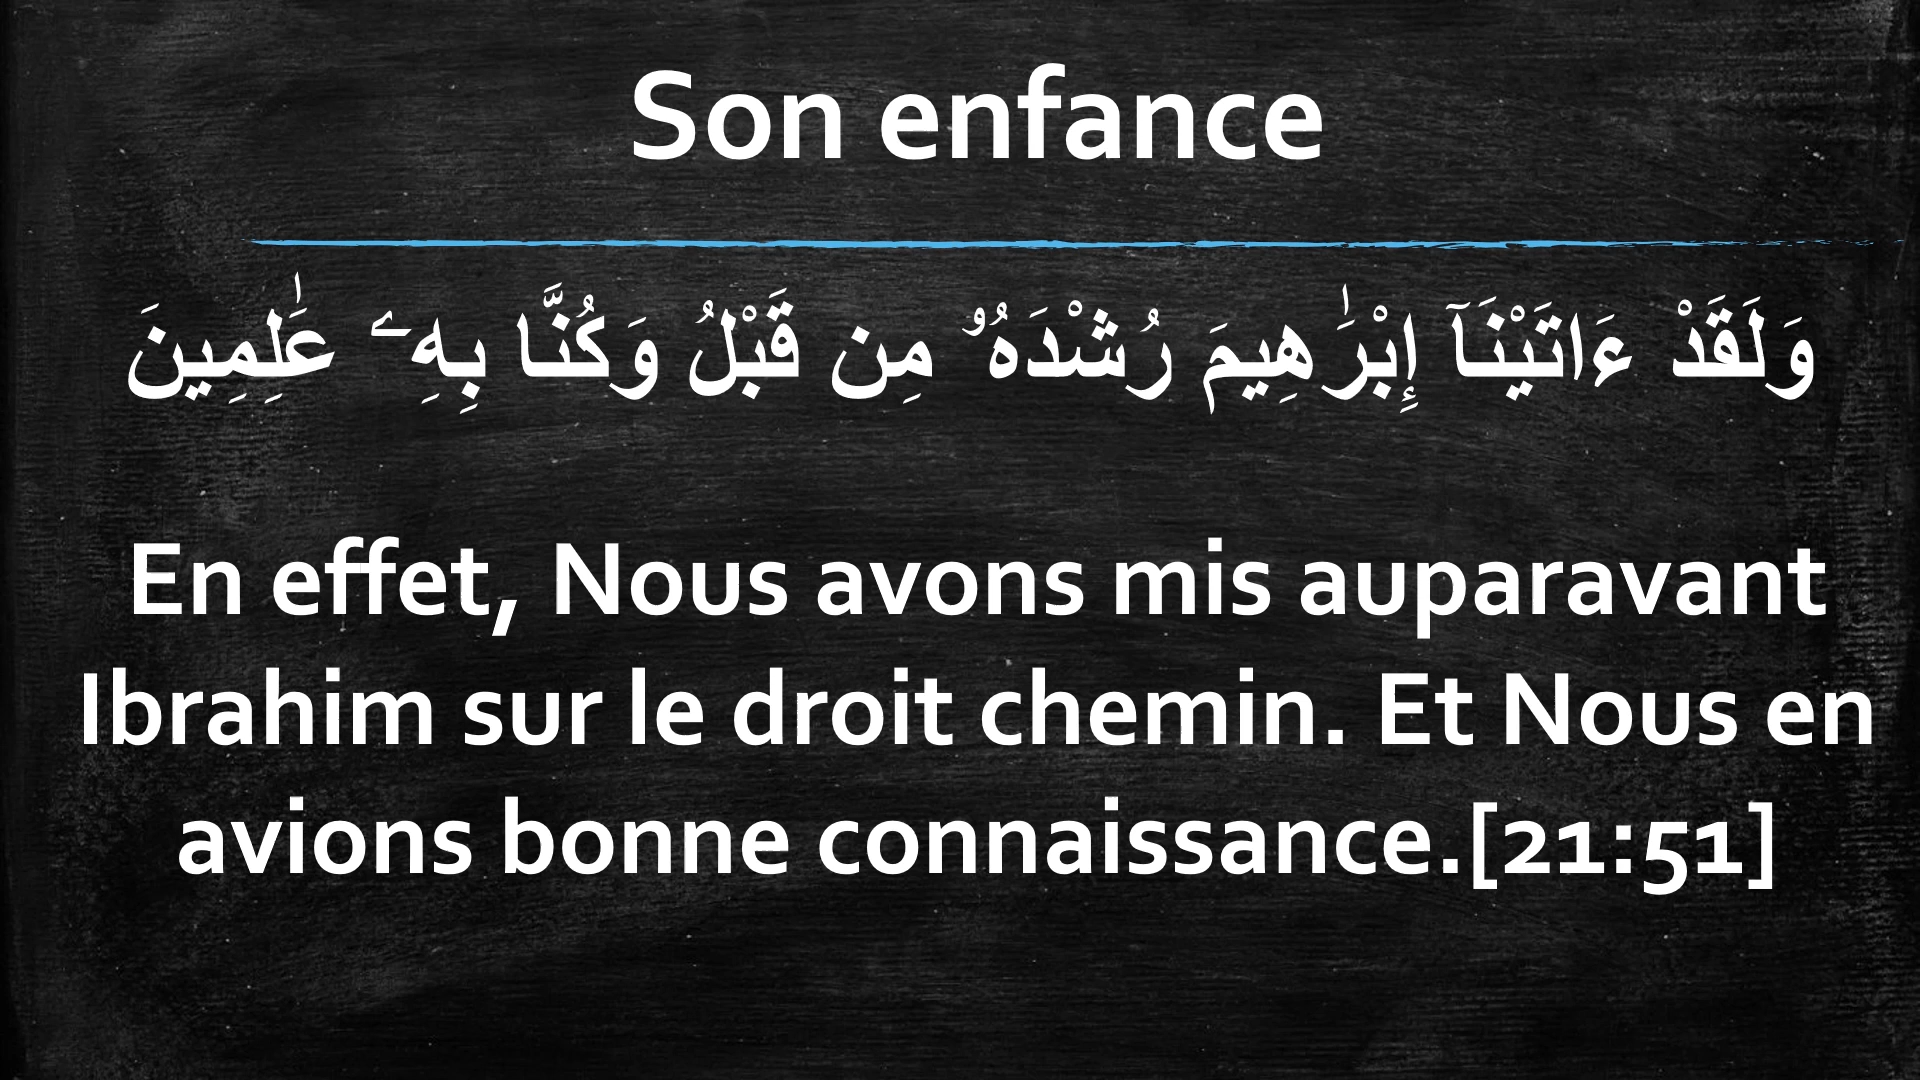 Son enfance
وَلَقَدْ ءَاتَيْنَآ إِبْرَٰهِيمَ رُشْدَهُۥ مِن قَبْلُ وَكُنَّا بِهِۦ عَٰلِمِينَ
En effet, Nous avons mis auparavant
Ibrahim sur le droit chemin. Et Nous en
avions bonne connaissance.[21:51]